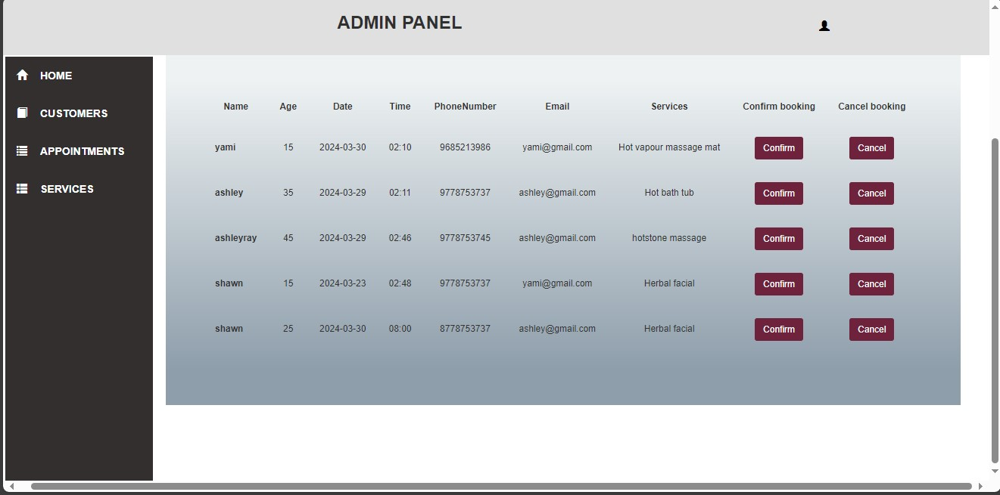 ADMIN PANEL
HOME
CUSTOMERS
APPOINTMENTS
SERVICES
Name Age Date Time PhoneNumber Email Services Confirm booking Cancel booking
yami 15 2024-03-30 02:10 9685213986 yami@gmail.com Hot vapour massage mat Confirm Cancel
ashley 35 2024-03-29 02:11 9778753737 ashley@gmail.com Hot bath tub Confirm Cancel
ashleyray 45 2024-03-29 02:46 9778753745 ashley@gmail.com hotstone massage Confirm Cancel
shawn 15 2024-03-23 02:48 9778753737 yami@gmail.com Herbal facial Confirm Cancel
shawn 25 2024-03-30 08:00 8778753737 ashley@gmail.com Herbal facial Confirm Cancel